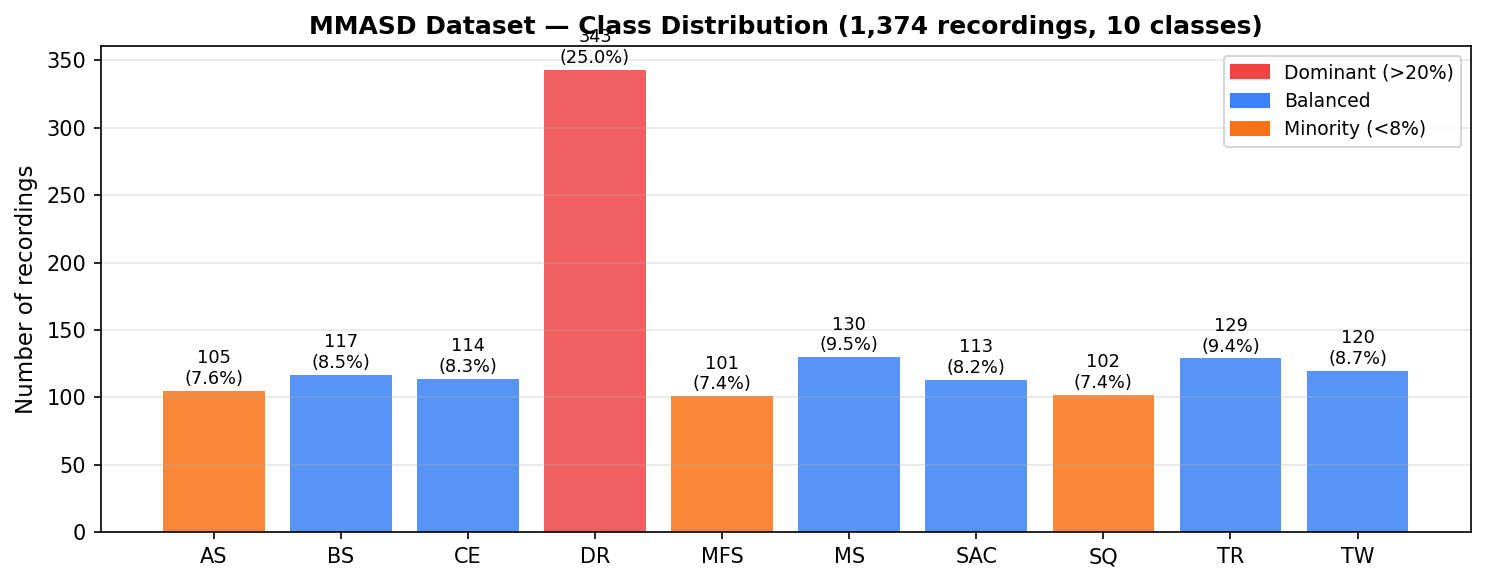 MMASD Dataset — Class Distribution (1,374 recordings, 10 classes)
Number of recordings
350
300
250
200
150
100
50
0
Dominant (>20%)
Balanced
Minority (<8%)
105
(7.6%)
117
(8.5%)
114
(8.3%)
343
(25.0%)
101
(7.4%)
130
(9.5%)
113
(8.2%)
102
(7.4%)
129
(9.4%)
120
(8.7%)
AS
BS
CE
DR
MFS
MS
SAC
SQ
TR
TW